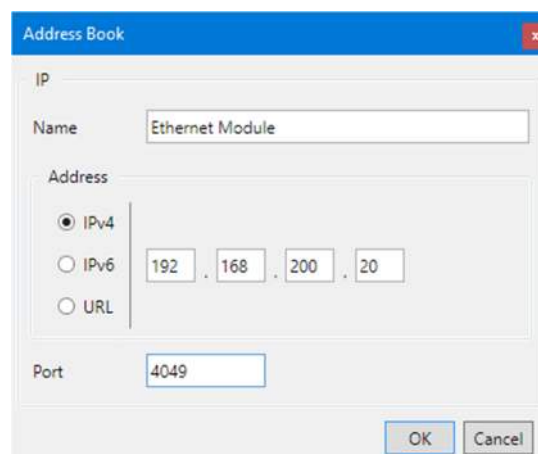 Address Book
x
IP
Name Ethernet Module
Address
IPv4
IPv6 192 . 168 . 200 . 20
URL
Port 4049
OK Cancel